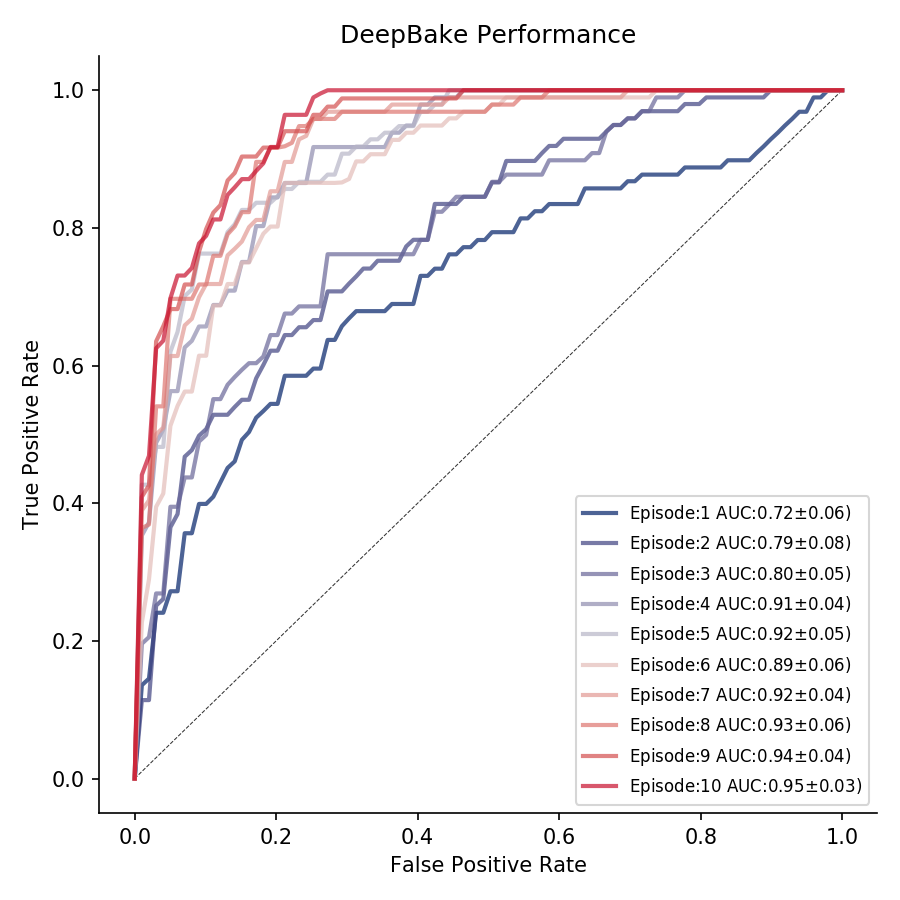 DeepBake Performance
True Positive Rate
1.0
0.8
0.6
0.4
0.2
0.0
0.0 0.2 0.4 0.6 0.8 1.0
False Positive Rate
Episode:1 AUC:0.72±0.06)
Episode:2 AUC:0.79±0.08)
Episode:3 AUC:0.80±0.05)
Episode:4 AUC:0.91±0.04)
Episode:5 AUC:0.92±0.05)
Episode:6 AUC:0.89±0.06)
Episode:7 AUC:0.92±0.04)
Episode:8 AUC:0.93±0.06)
Episode:9 AUC:0.94±0.04)
Episode:10 AUC:0.95±0.03)